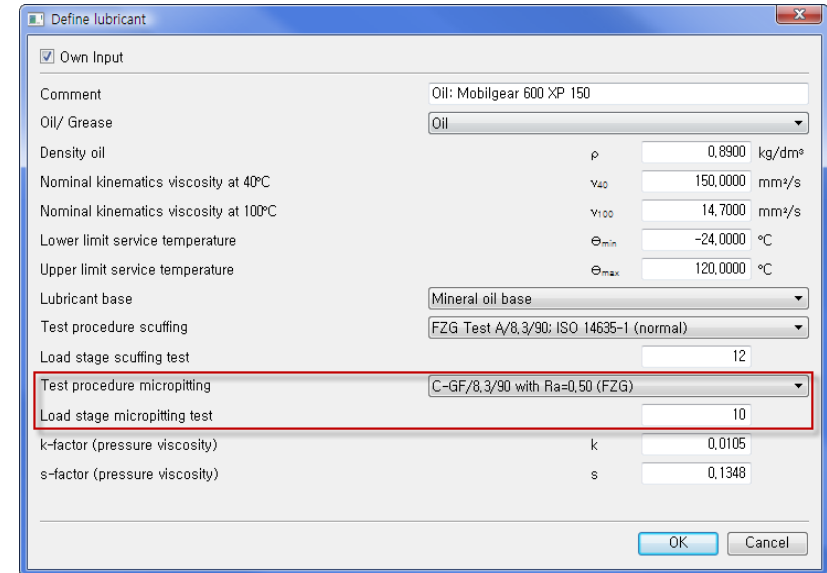 Define lubricant
Own Input
Comment Oil: Mobilgear 600 XP 150
Oil/ Grease Oil
Density oil ρ 0,8900 kg/dm³
Nominal kinematics viscosity at 40°C ν40 150,0000 mm²/s
Nominal kinematics viscosity at 100°C ν100 14,7000 mm²/s
Lower limit service temperature Θmin -24,0000 °C
Upper limit service temperature Θmax 120,0000 °C
Lubricant base Mineral oil base
Test procedure scuffing FZG Test A/8,3/90; ISO 14635-1 (normal)
Load stage scuffing test 12
Test procedure micropitting C-GF/8,3/90 with Ra=0,50 (FZG)
Load stage micropitting test 10
k-factor (pressure viscosity) k 0,0105
s-factor (pressure viscosity) s 0,1348
OK Cancel